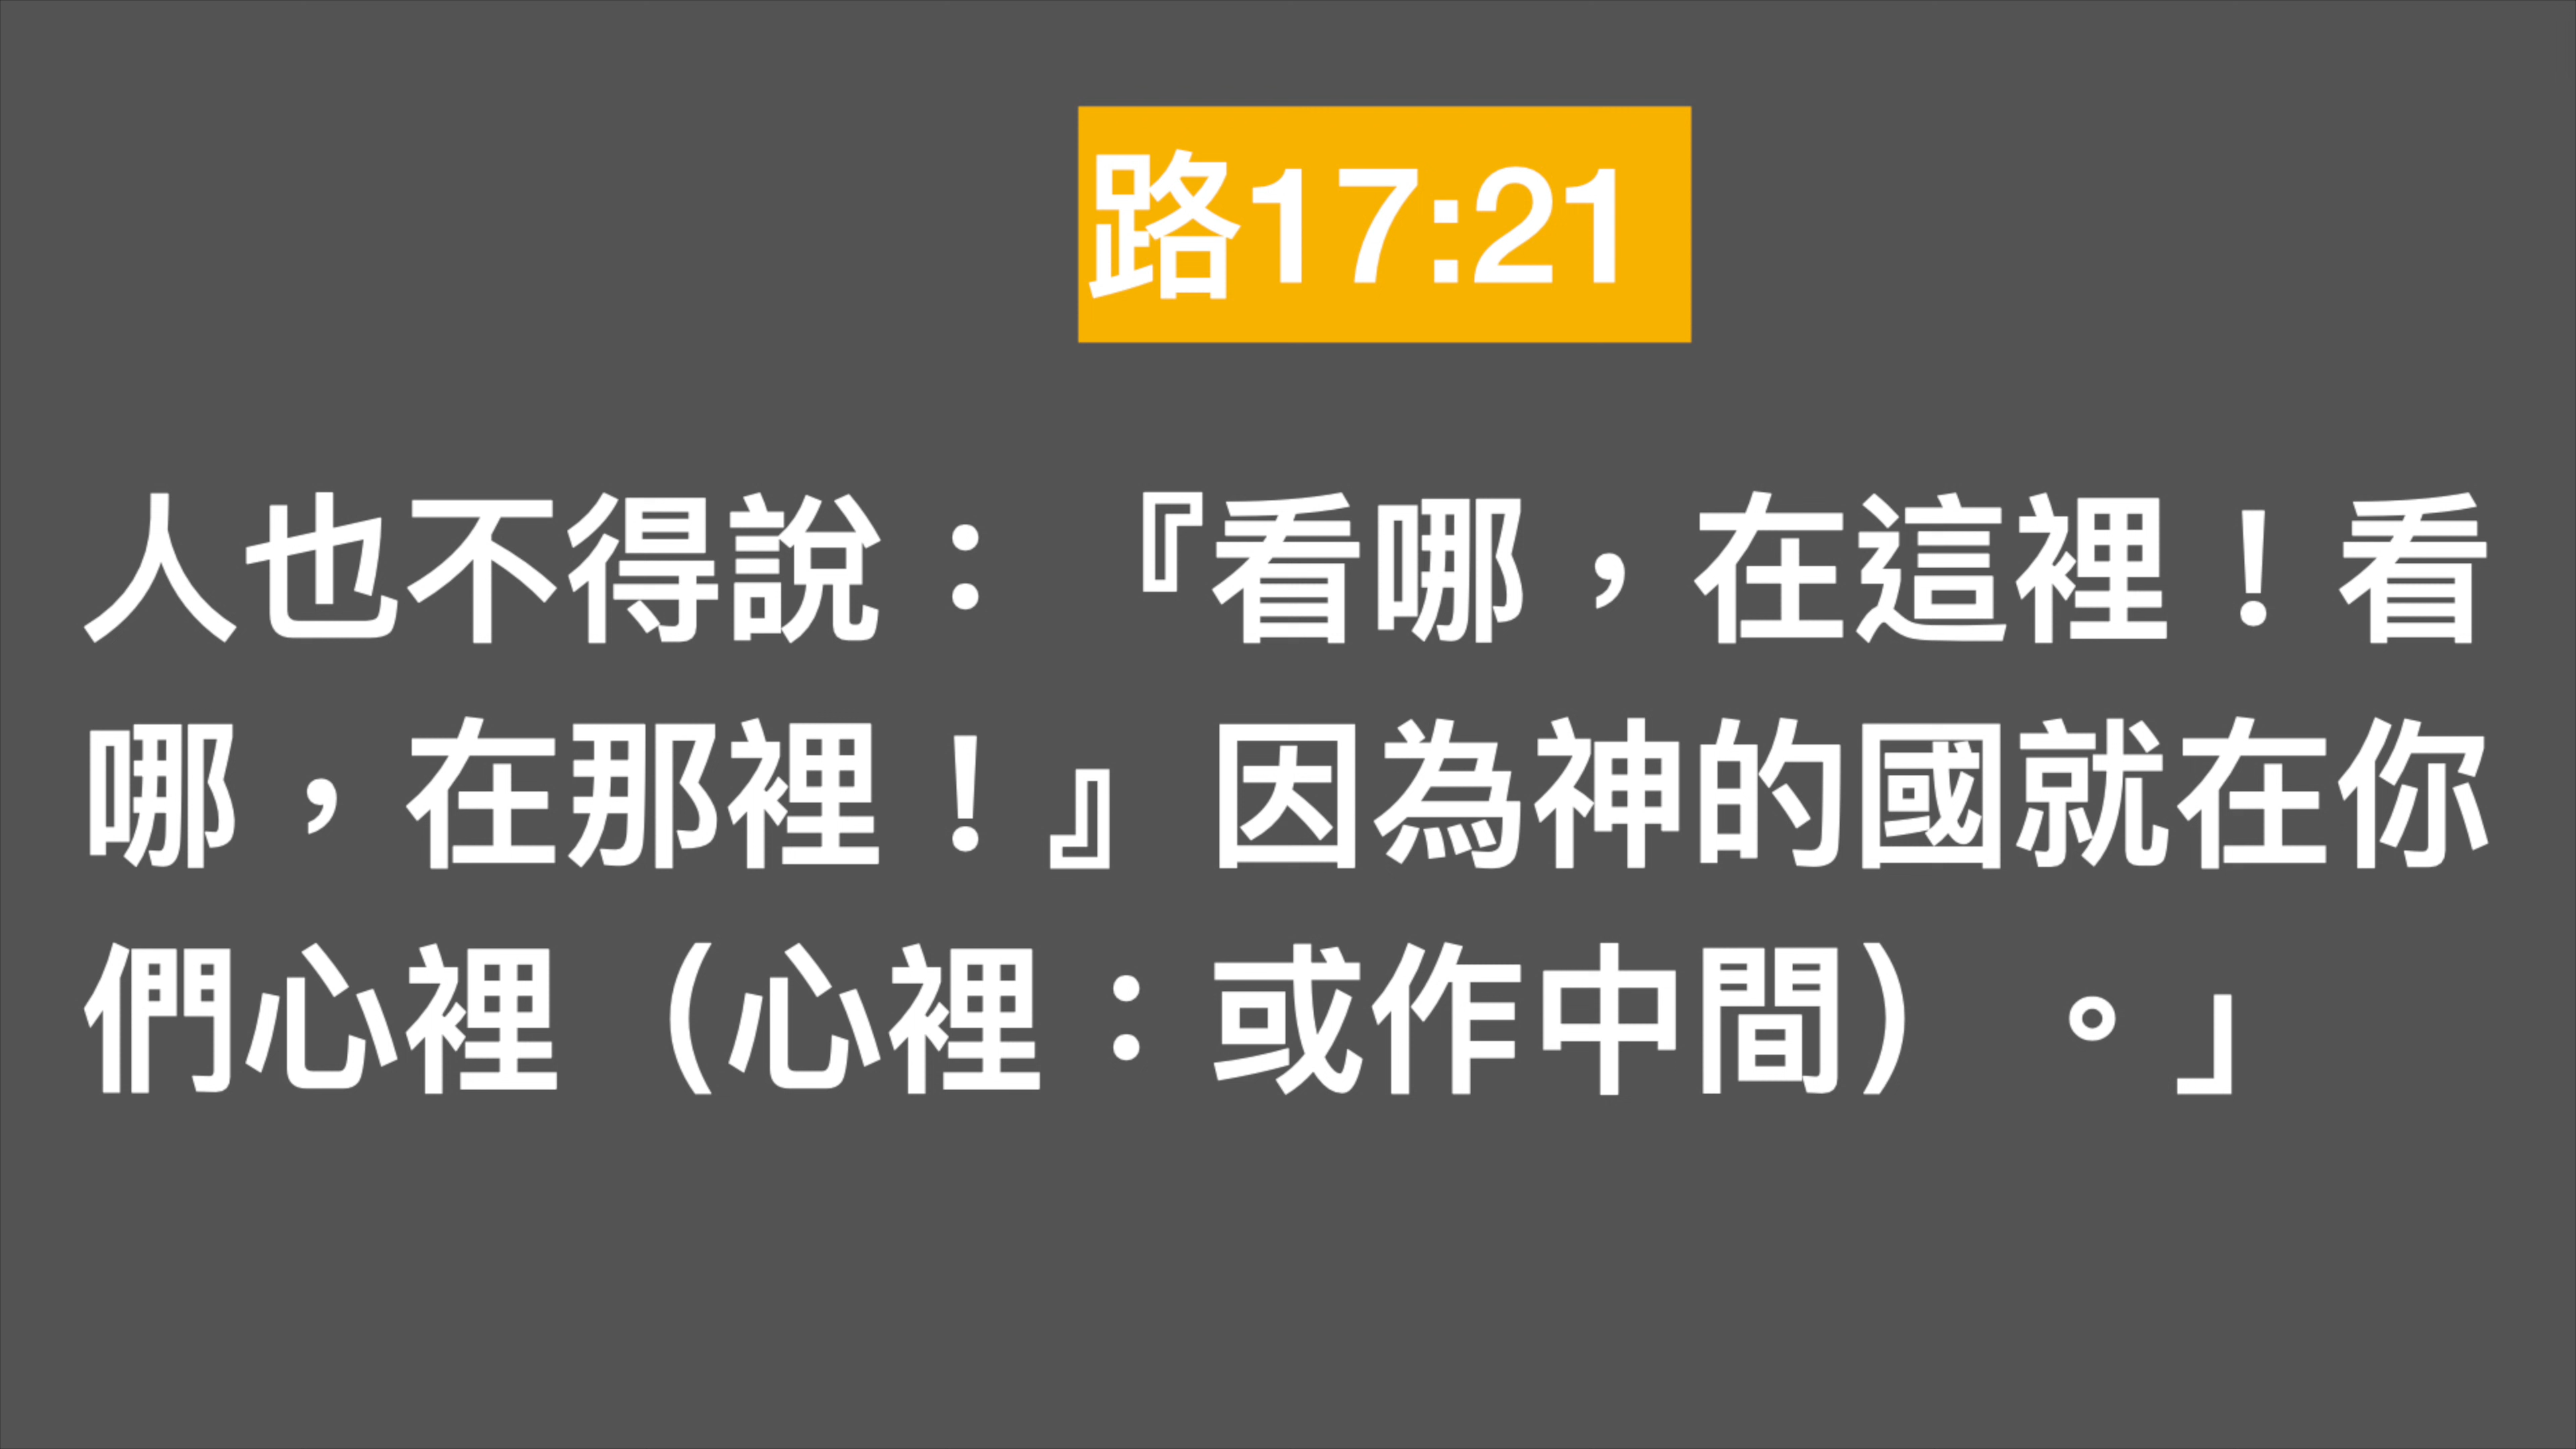 路17:21
人也不得說：『看哪，在這裡！看
哪，在那裡！』因為神的國就在你
們心裡（心裡：或作中間）。」